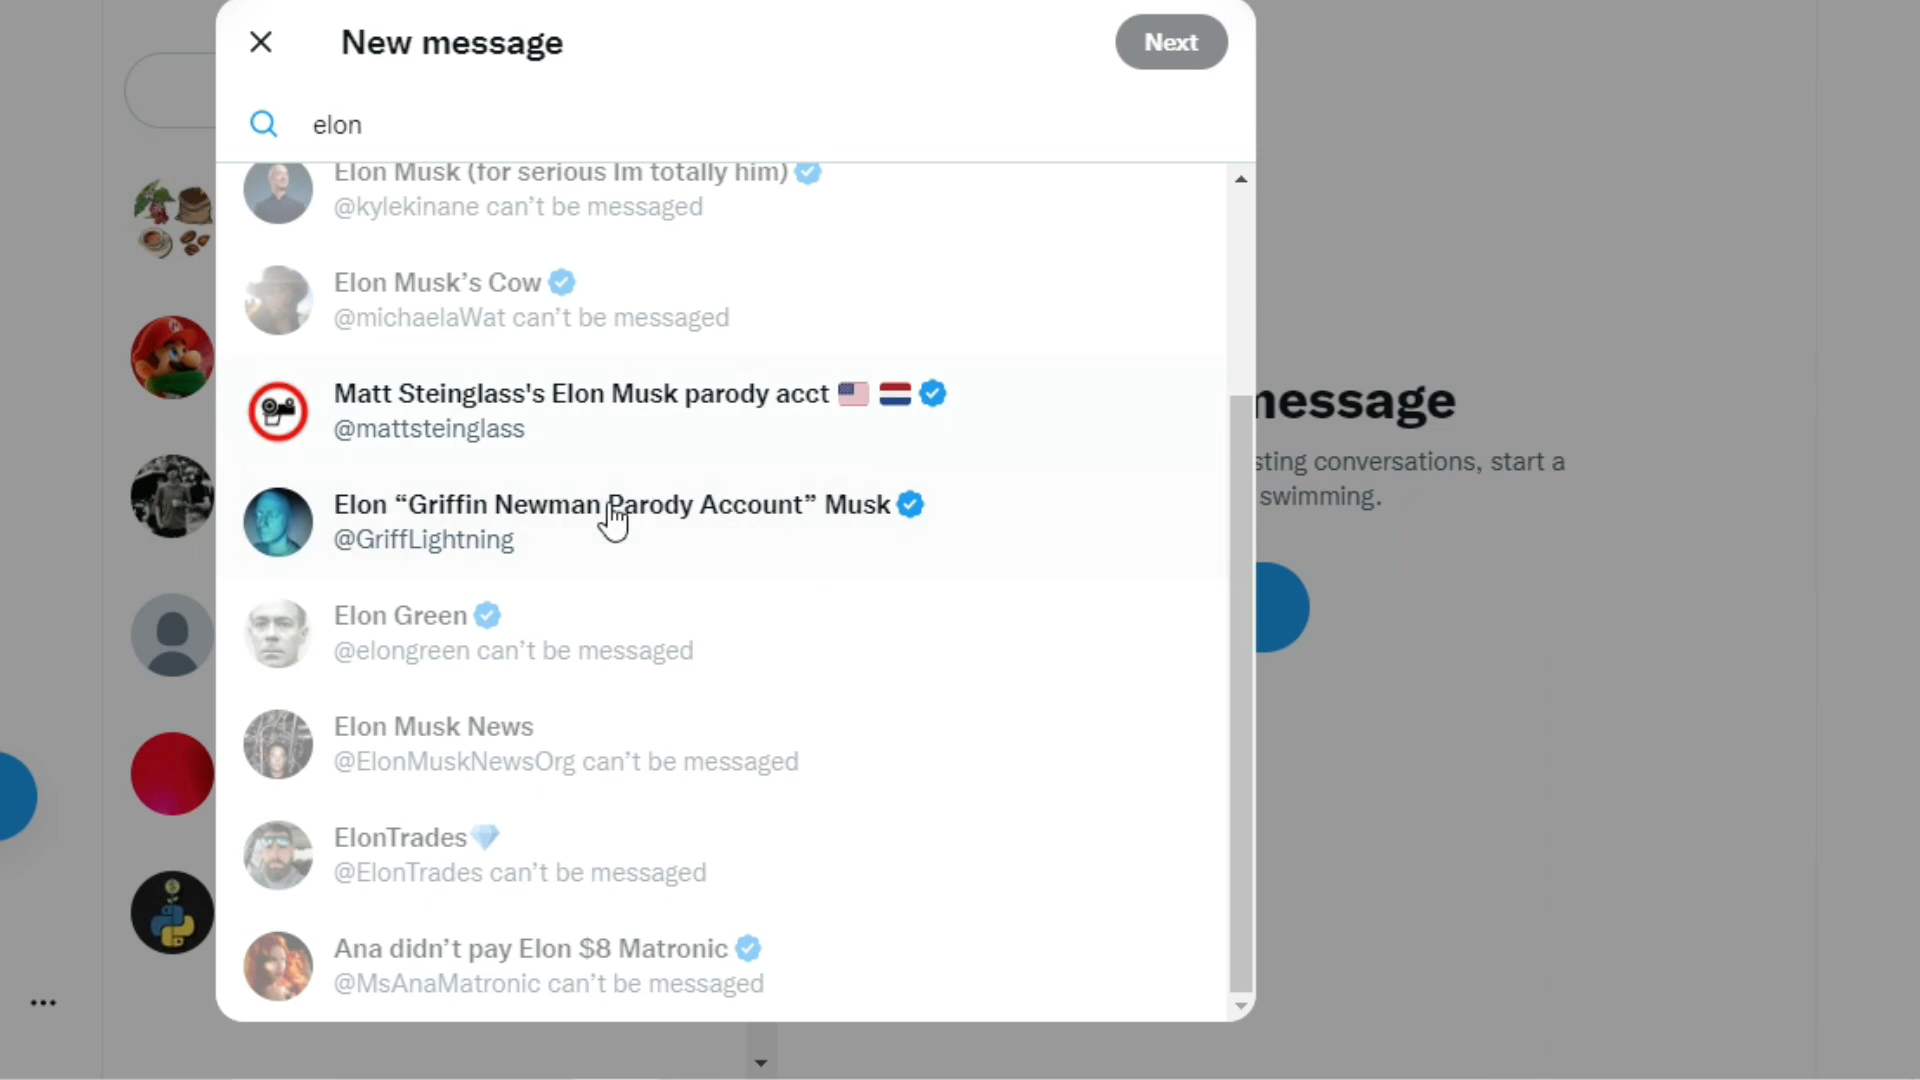 New message
Next
elon
Elon Musk (for serious Im totally him)
@kylekinane can’t be messaged
Elon Musk’s Cow
@michaelaWat can’t be messaged
Matt Steinglass's Elon Musk parody acct 🇺🇸 🇳🇱
@mattsteinglass
Elon “Griffin Newman Parody Account” Musk
@GriffLightning
Elon Green
@elongreen can’t be messaged
Elon Musk News
@ElonMuskNewsOrg can’t be messaged
ElonTrades💎
@ElonTrades can’t be messaged
Ana didn’t pay Elon $8 Matronic
@MsAnaMatronic can’t be messaged
message
sting conversations, start a
swimming.